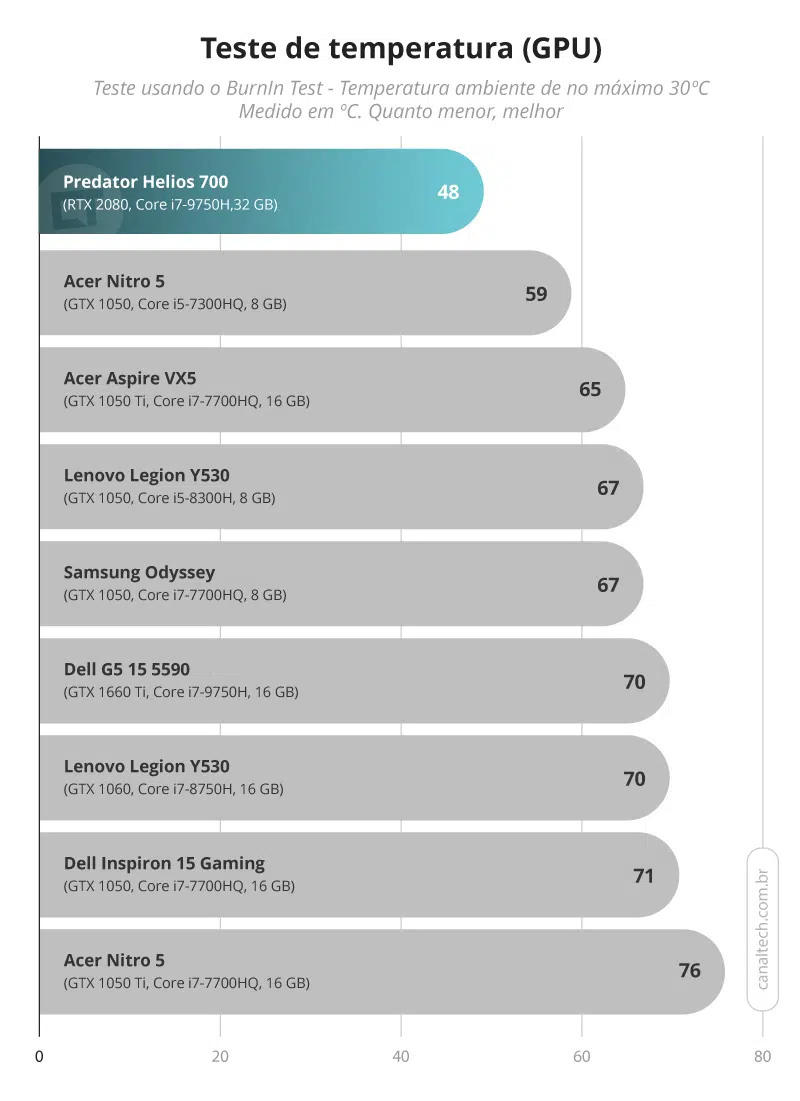 Teste de temperatura (GPU)
Teste usando o BurnIn Test - Temperatura ambiente de no máximo 30ºC
Medido em ºC. Quanto menor, melhor
Predator Helios 700
(RTX 2080, Core i7-9750H,32 GB)
48
Acer Nitro 5
(GTX 1050, Core i5-7300HQ, 8 GB)
59
Acer Aspire VX5
(GTX 1050 Ti, Core i7-7700HQ, 16 GB)
65
Lenovo Legion Y530
(GTX 1050, Core i5-8300H, 8 GB)
67
Samsung Odyssey
(GTX 1050, Core i7-7700HQ, 8 GB)
67
Dell G5 15 5590
(GTX 1660 Ti, Core i7-9750H, 16 GB)
70
Lenovo Legion Y530
(GTX 1060, Core i7-8750H, 16 GB)
70
Dell Inspiron 15 Gaming
(GTX 1050, Core i7-7700HQ, 16 GB)
71
Acer Nitro 5
(GTX 1050 Ti, Core i7-7700HQ, 16 GB)
76
canaltech.com.br
0 20 40 60 80